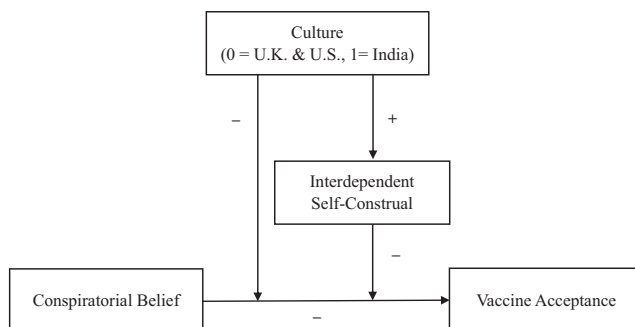 Culture
(0 = U.K. & U.S., 1= India)
–
+
Interdependent
Self-Construal
–
Conspiratorial Belief
Vaccine Acceptance
–